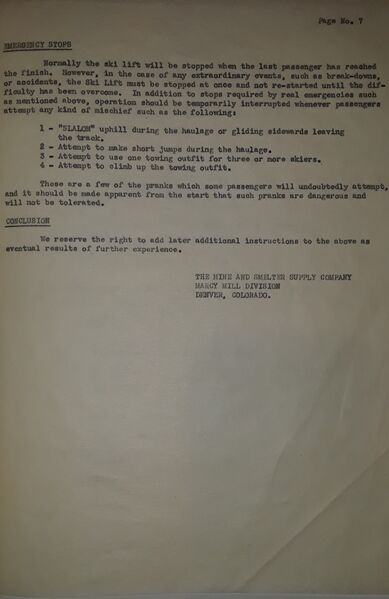 Page No. 7
EMERGENCY STOPS
Normally the ski lift will be stopped when the last passenger has reached
the finish. However, in the case of any extraordinary events, such as break-downs,
or accidents, the Ski Lift must be stopped at once and not re-started until the dif-
ficulty has been overcome. In addition to stops required by real emergencies such
as mentioned above, operation should be temporarily interrupted whenever passengers
attempt any kind of mischief such as the following:
1 - "SLALOM" uphill during the haulage or gliding sidewards leaving
the track.
2 - Attempt to make short jumps during the haulage.
3 - Attempt to use one towing outfit for three or more skiers.
4 - Attempt to climb up the towing outfit.
These are a few of the pranks which some passengers will undoubtedly attempt,
and it should be made apparent from the start that such pranks are dangerous and
will not be tolerated.
CONCLUSION
We reserve the right to add later additional instructions to the above as
eventual results of further experience.
THE MINE AND SMELTER SUPPLY COMPANY
MARCY MILL DIVISION
DENVER, COLORADO.